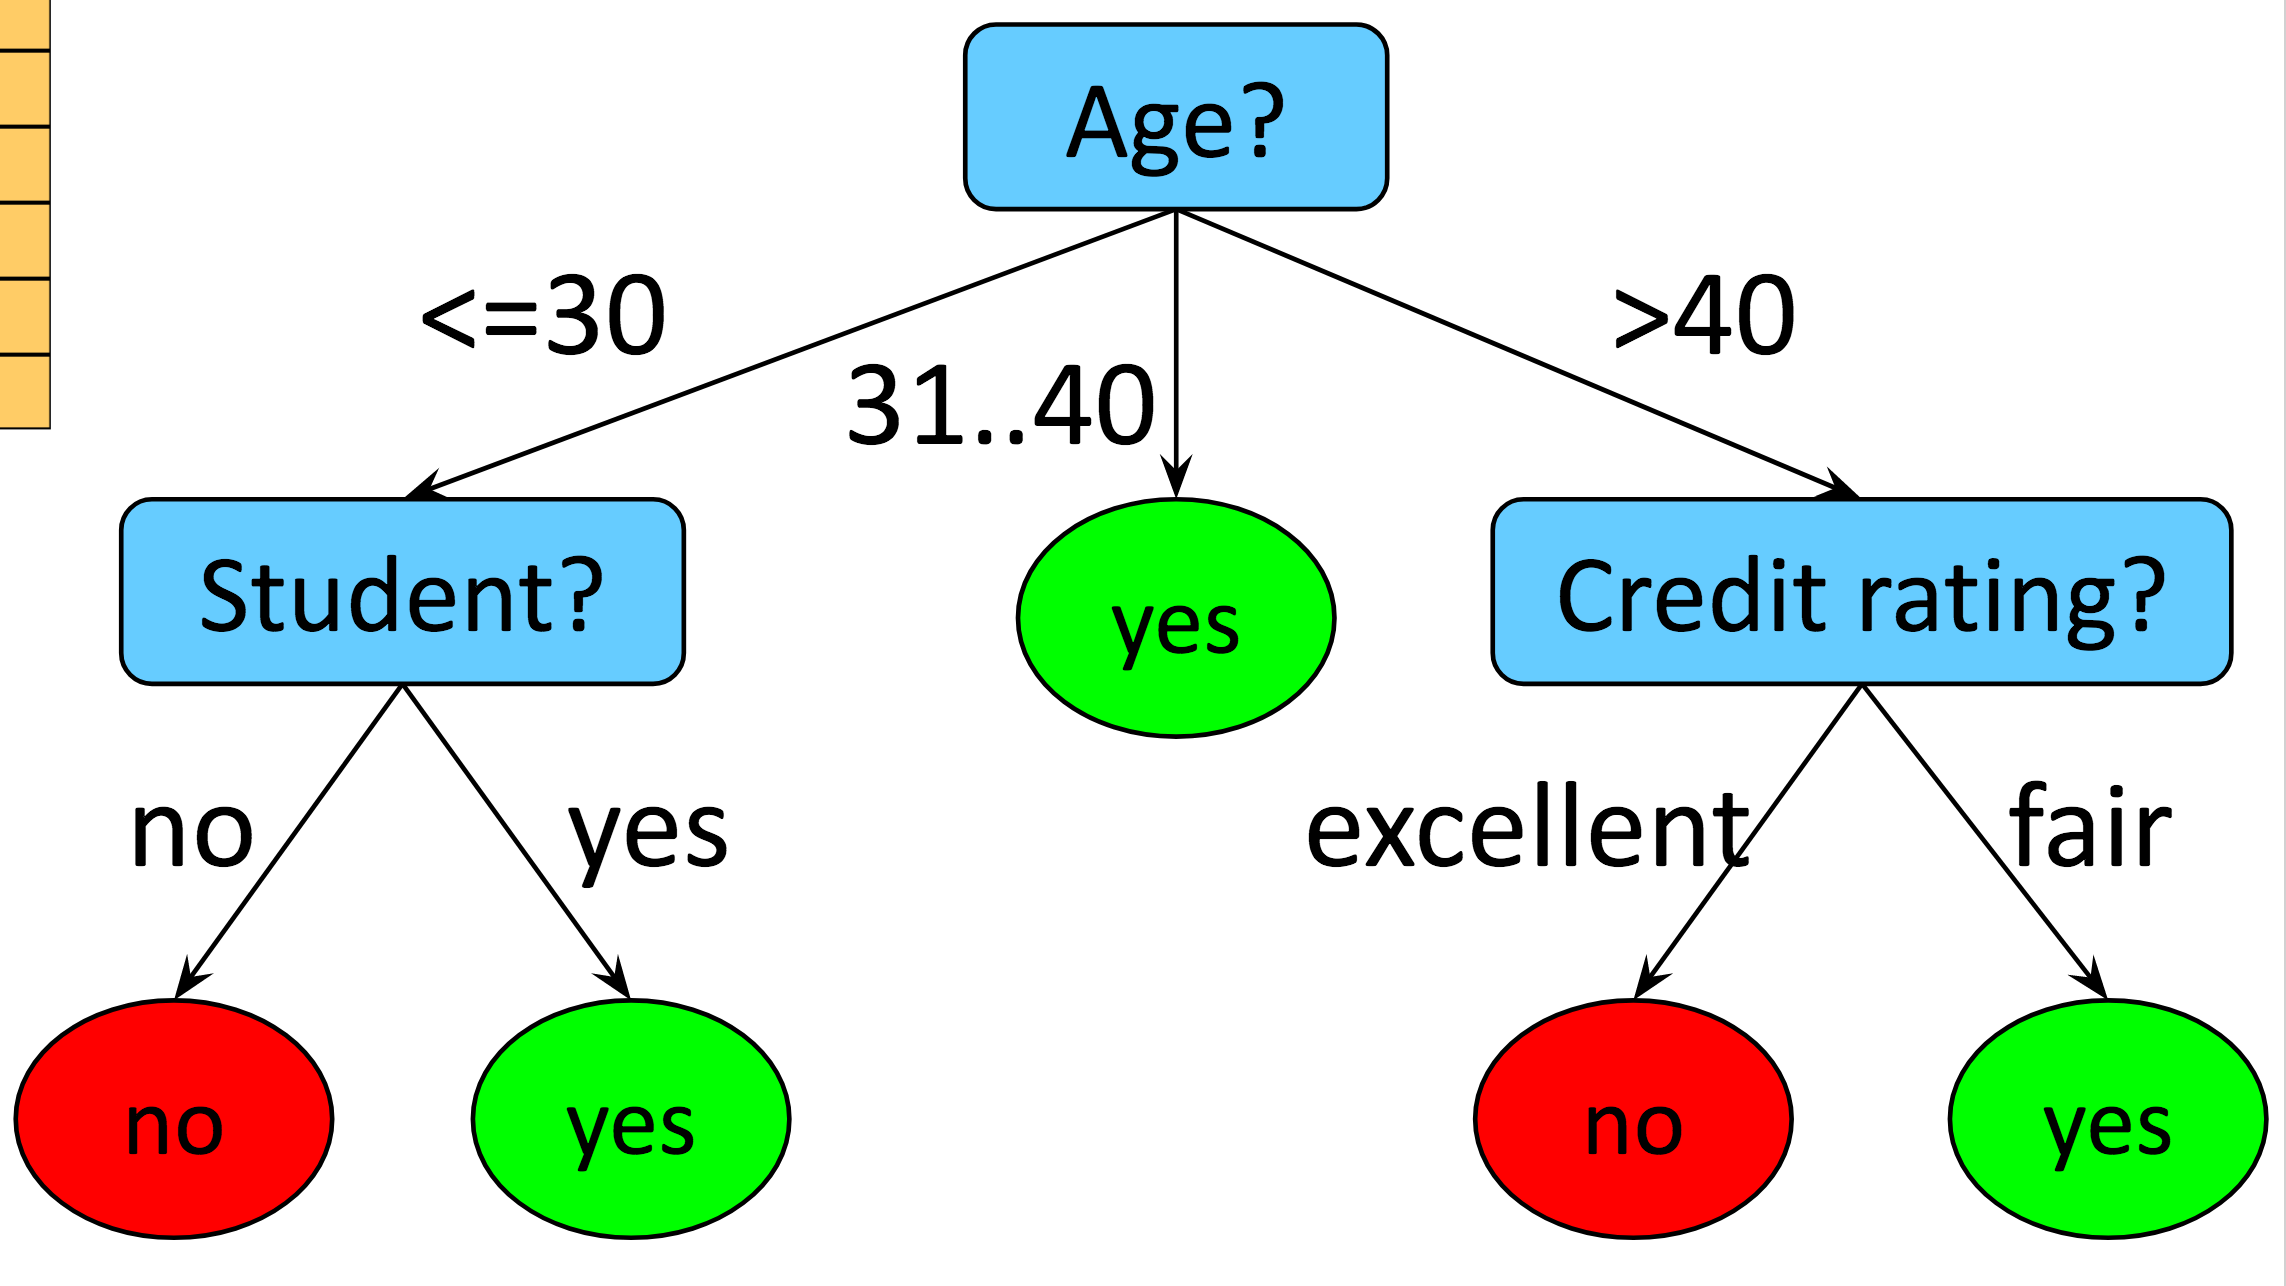 Age?
<=30
31..40
>40
Student?
yes
Credit rating?
no
yes
excellent
fair
no
yes
no
yes